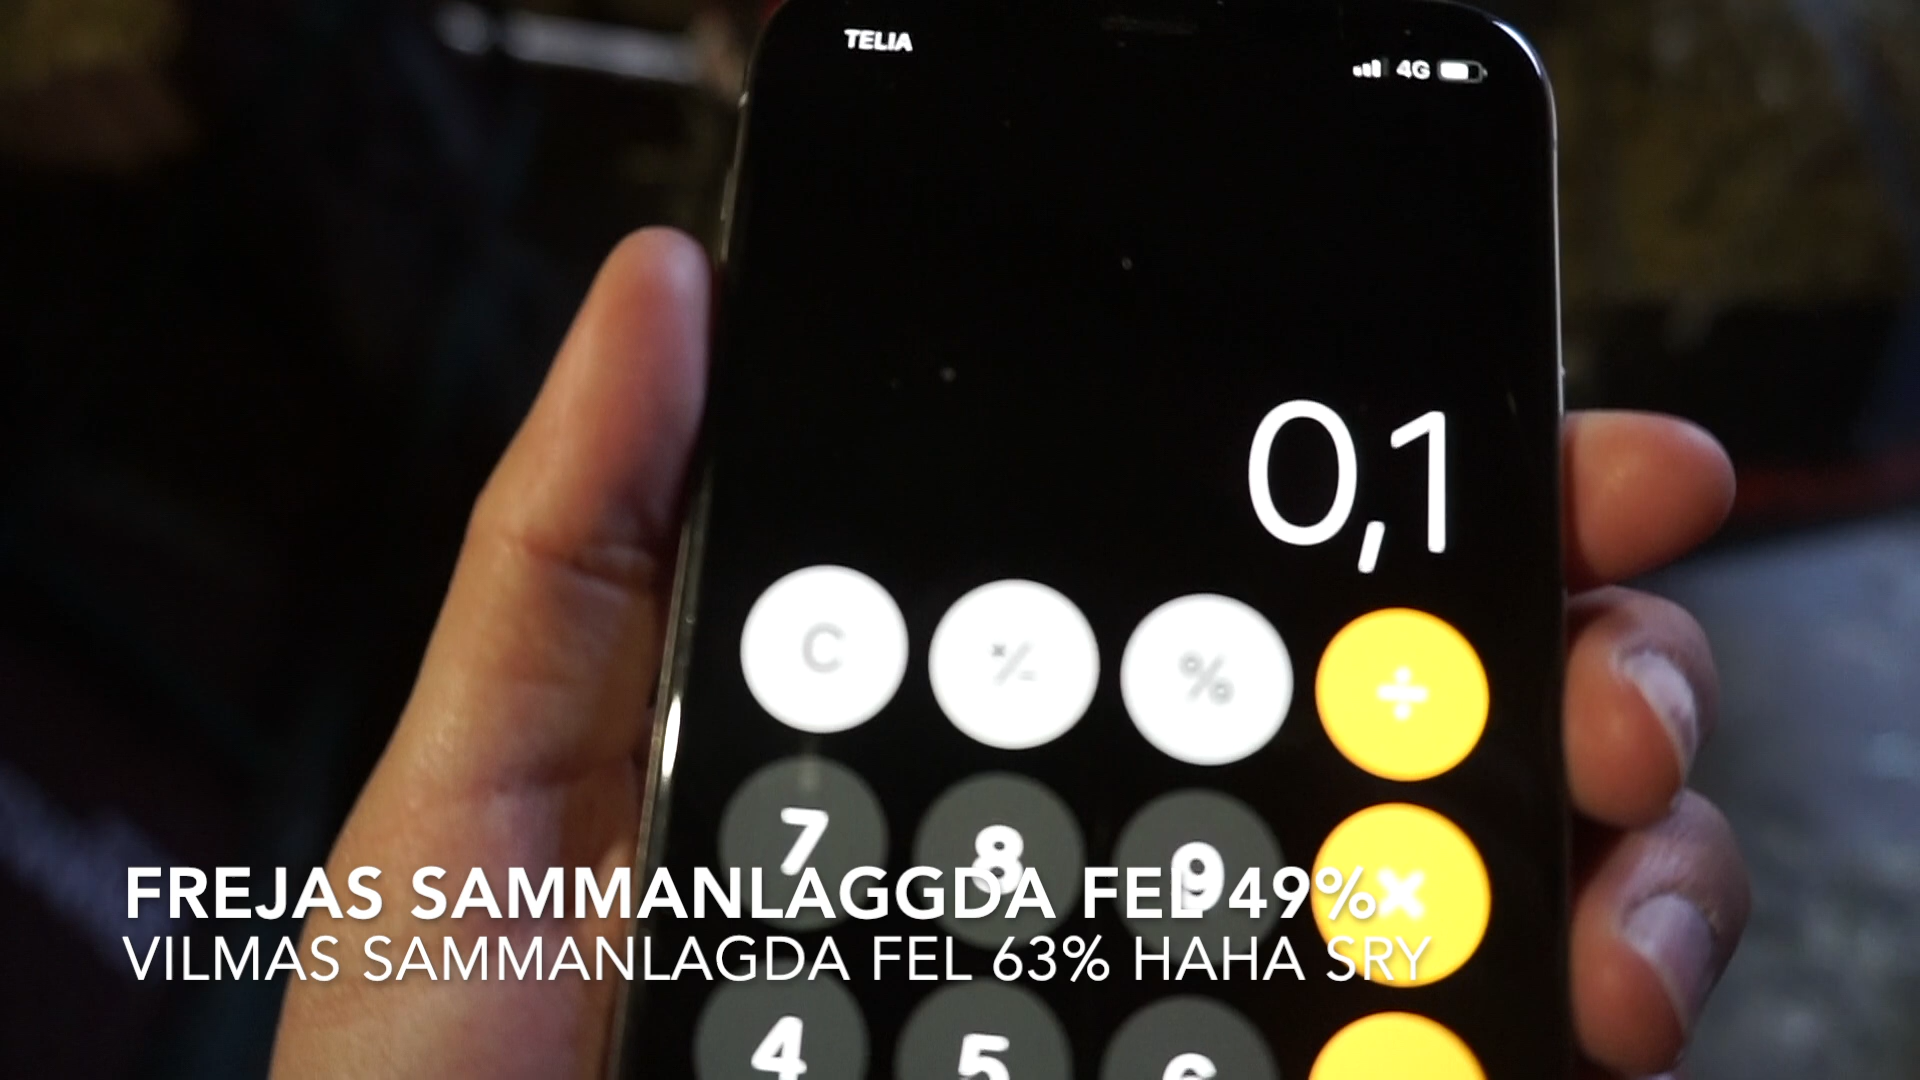 TELIA
4G
0,1
C
⁺∕₋
%
÷
7
8
9
×
FREJAS SAMMANLAGGDA FEL 49%
VILMAS SAMMANLAGDA FEL 63% HAHA SRY
4
5
6